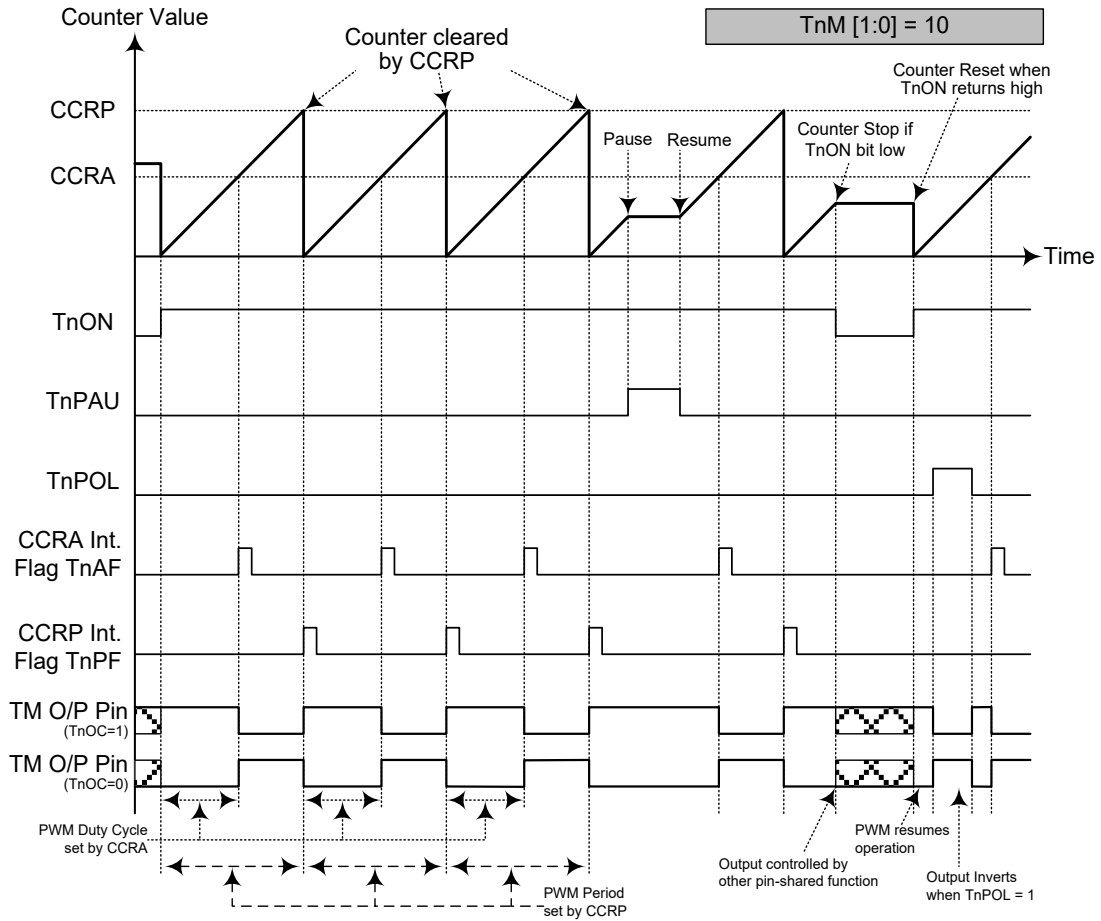 Counter Value
TnM [1:0] = 10
Counter cleared
by CCRP
Counter Reset when
TnON returns high
CCRP
Pause
Resume
Counter Stop if
TnON bit low
CCRA
Time
TnON
TnPAU
TnPOL
CCRA Int.
Flag TnAF
CCRP Int.
Flag TnPF
TM O/P Pin
(TnOC=1)
TM O/P Pin
(TnOC=0)
PWM Duty Cycle
set by CCRA
PWM resumes
operation
Output controlled by
other pin-shared function
Output Inverts
when TnPOL = 1
PWM Period
set by CCRP